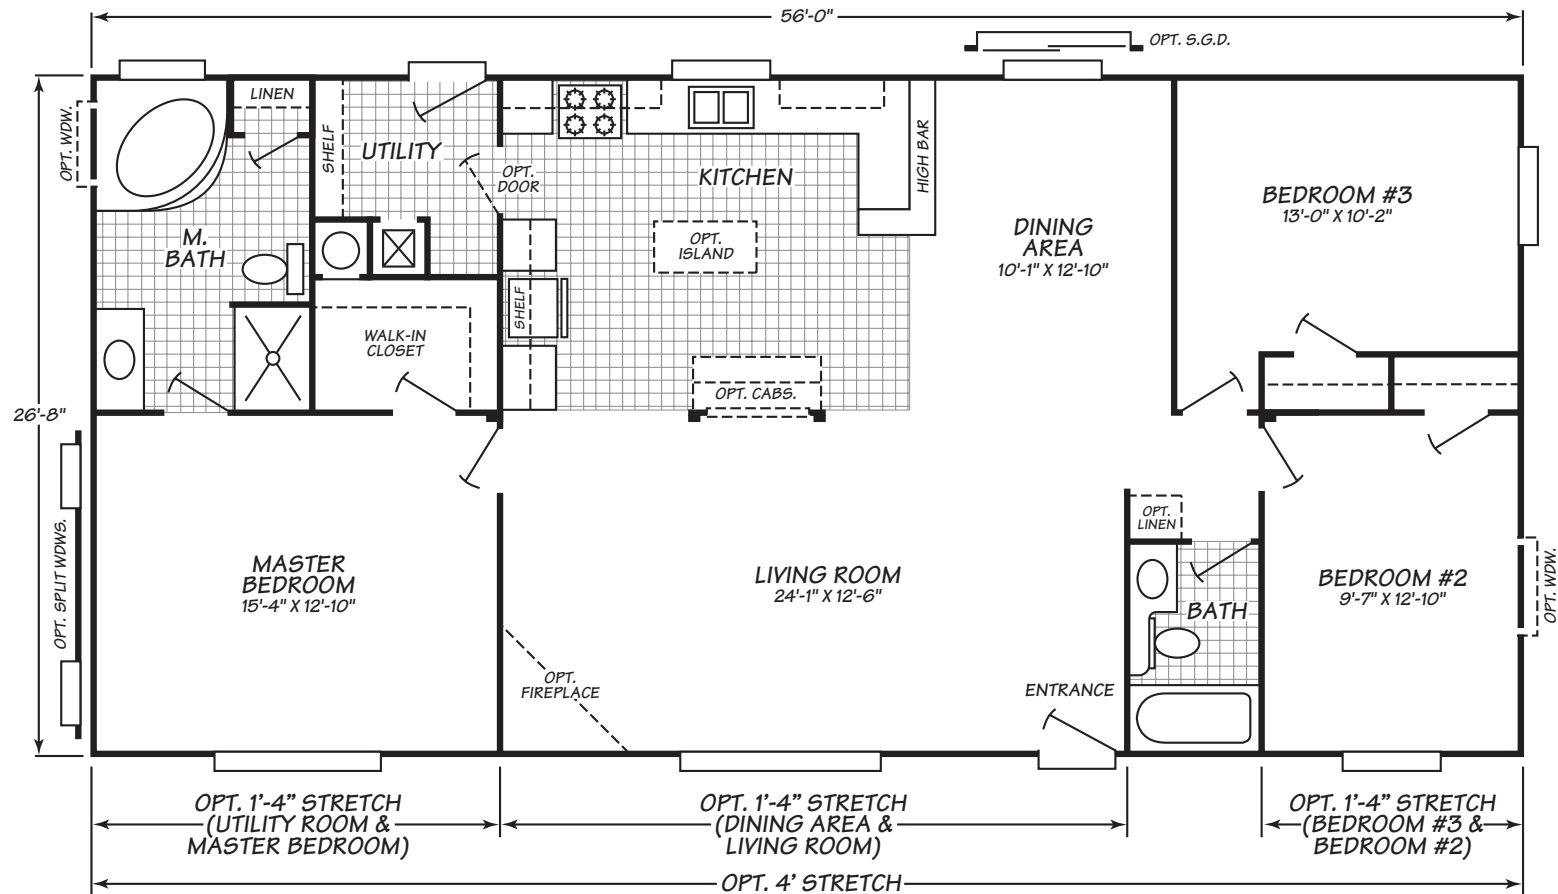 56'-0"
OPT. S.G.D.
OPT. WDW.
LINEN
SHELF
UTILITY
OPT.
DOOR
KITCHEN
HIGH BAR
BEDROOM #3
13'-0" X 10'-2"
M.
BATH
OPT.
ISLAND
DINING
AREA
10'-1" X 12'-10"
SHELF
WALK-IN
CLOSET
OPT. CABS.
26'-8"
OPT. SPLIT WDWS.
MASTER
BEDROOM
15'-4" X 12'-10"
LIVING ROOM
24'-1" X 12'-6"
OPT.
LINEN
BATH
BEDROOM #2
9'-7" X 12'-10"
OPT. WDW.
OPT.
FIREPLACE
ENTRANCE
OPT. 1'-4” STRETCH
(UTILITY ROOM &
MASTER BEDROOM)
OPT. 1'-4” STRETCH
(DINING AREA &
LIVING ROOM)
OPT. 1'-4” STRETCH
(BEDROOM #3 &
BEDROOM #2)
OPT. 4' STRETCH